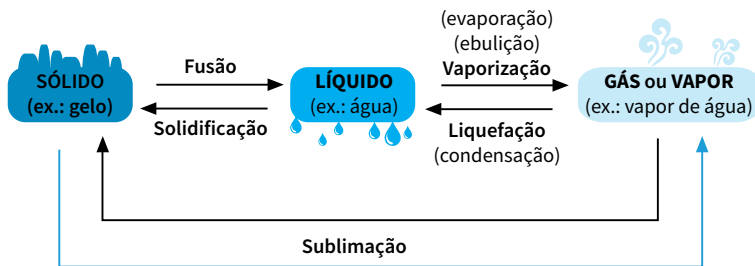 SÓLIDO
(ex.: gelo)
Fusão
Solidificação
LÍQUIDO
(ex.: água)
(evaporação)
(ebulição)
Vaporização
Liquefação
(condensação)
GÁS ou VAPOR
(ex.: vapor de água)
Sublimação